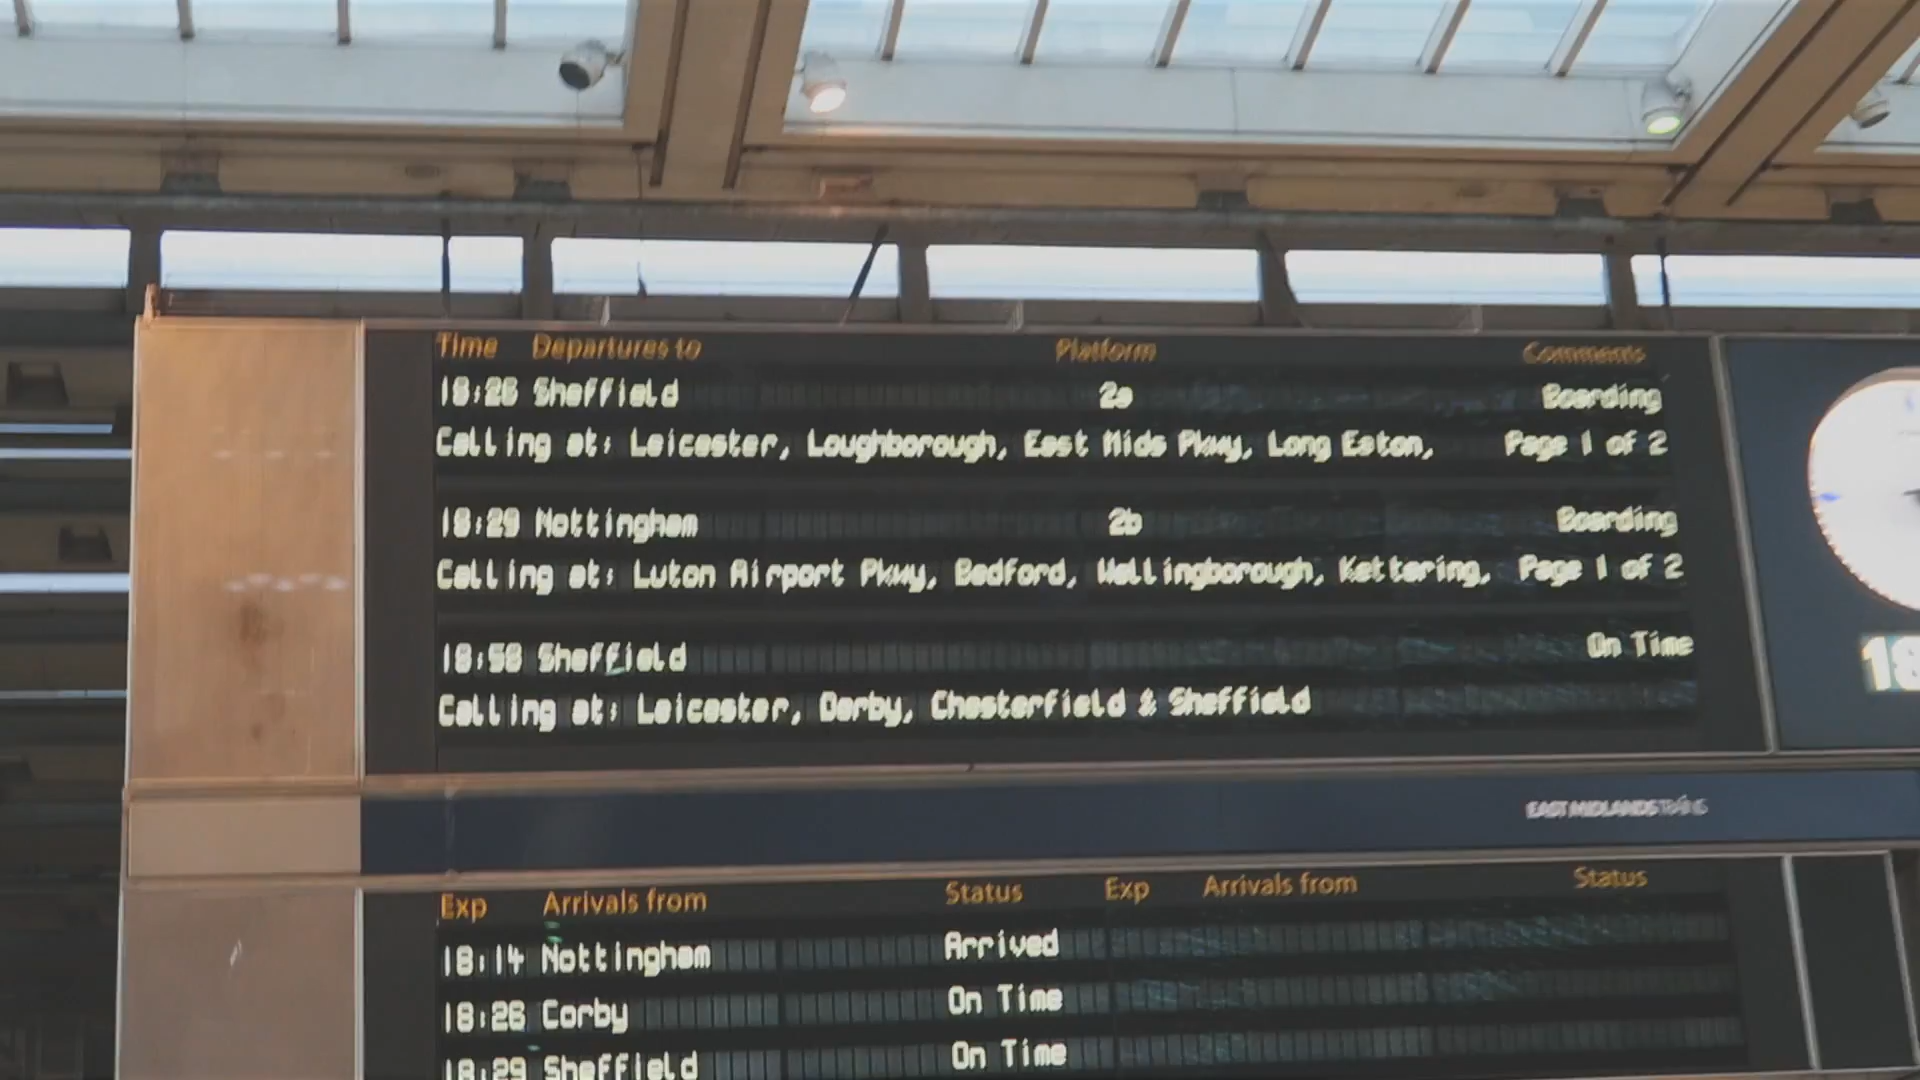 Time Departures to Platform Comments
18:26 Sheffield 2a Boarding
Calling at: Leicester, Loughborough, East Mids Pkwy, Long Eaton, Page 1 of 2
18:29 Nottingham 2b Boarding
Calling at: Luton Airport Pkwy, Bedford, Wellingborough, Kettering, Page 1 of 2
18:58 Sheffield On Time
Calling at: Leicester, Derby, Chesterfield & Sheffield
18
EAST MIDLANDS TRAINS
Exp Arrivals from Status Exp Arrivals from Status
18:14 Nottingham Arrived
18:26 Corby On Time
18:29 Sheffield On Time